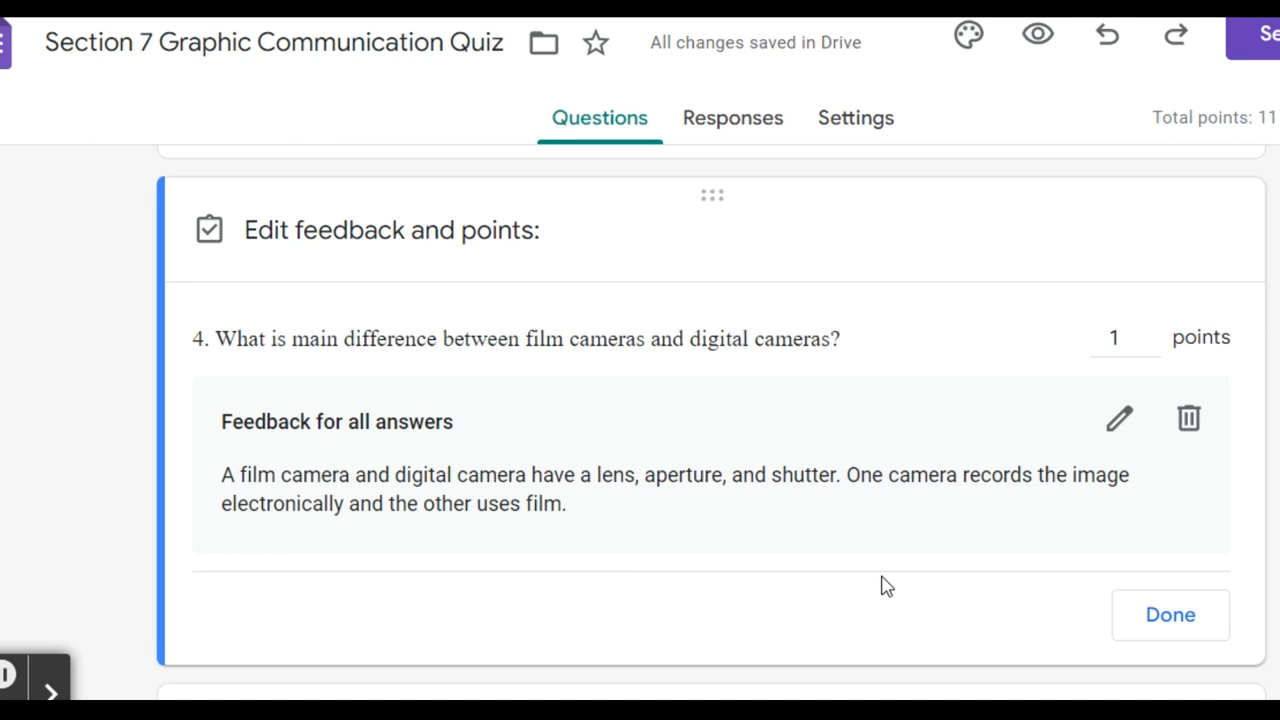 Section 7 Graphic Communication Quiz All changes saved in Drive Se
Questions Responses Settings Total points: 11
Edit feedback and points:
4. What is main difference between film cameras and digital cameras? 1 points
Feedback for all answers
A film camera and digital camera have a lens, aperture, and shutter. One camera records the image
electronically and the other uses film.
Done